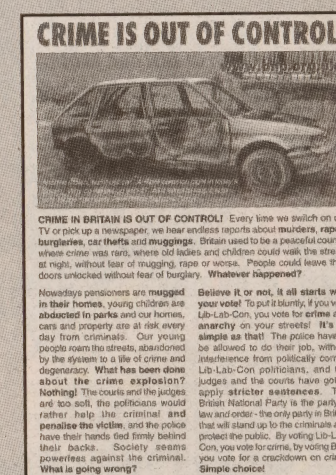 CRIME IS OUT OF CONTROL
CRIME IN BRITAIN IS OUT OF CONTROL! Every time we switch on
TV or pick up a newspaper, we hear endless reports about murders, rape
burgleries, car thefts and muggings. Britain used to be a peaceful coun
where crime was rare, where old ladies and children could walk the stre
at night, without fear of mugging, rape or worse. People could leave th
doors unlocked without fear of burglary. Whatever happened?
Nowadays pensioners are mugged
in their homes, young children are
abducted in parks and our homes,
cars and property are at risk every
day from criminals. Our young
people roam the streets, abandoned
by the system to a life of crime and
degeneracy. What has been done
about the crime explosion?
Nothing! The courts and the judges
are too soft, the politicians would
rather help the criminal and
penalise the victim, and the police
have their hands tied firmly behind
their backs. Society seems
powerless against the criminal.
What is going wrong?
Believe it or not, it all starts w
your vote! To put it bluntly, if you v
Lib-Lab-Con, you vote for crime a
anarchy on your streets! It's
simple as that! The police have
be allowed to do their job, with
interference from politically corr
Lib-Lab-Con politicians, and t
judges and the courts have got
apply stricter sentences. T
British National Party is the party
law and order - the only party in Brit
that will stand up to the criminals a
protect the public. By voting Lib-L
Con, you vote for crime, by voting B
you vote for a crackdown on cri
Simple choice!